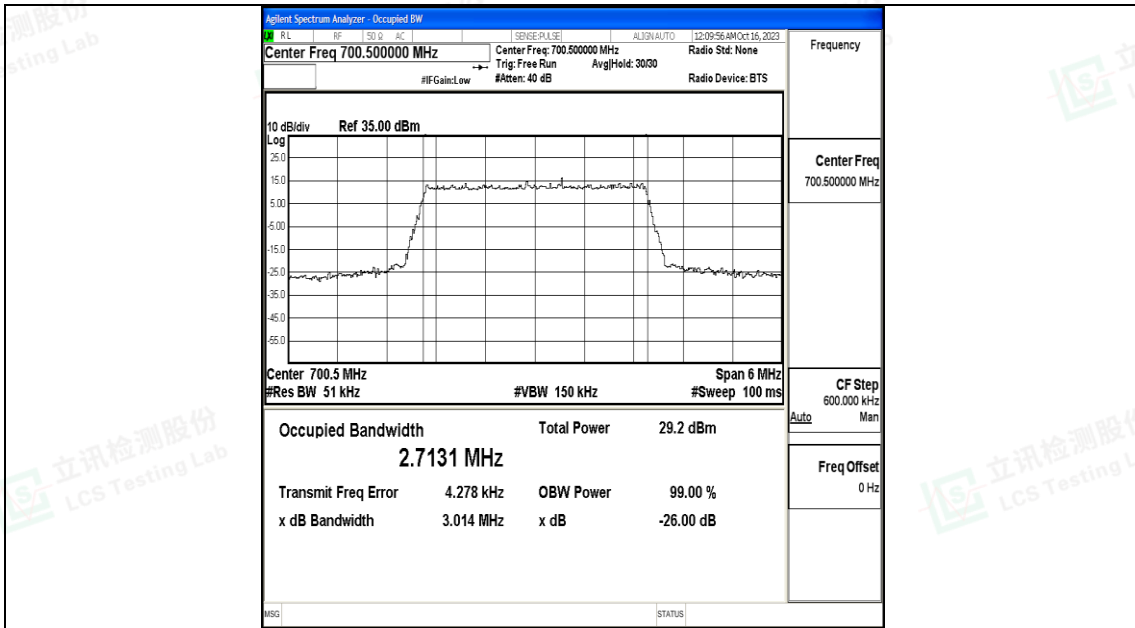 Agilent Spectrum Analyzer - Occupied BW
RL RF 50 Ω AC SENSE:PULSE ALIGN AUTO 12:09:56 AM Oct 16, 2023
Center Freq 700.500000 MHz
Center Freq: 700.500000 MHz Radio Std: None
Trig: Free Run Avg|Hold: 30/30
#IFGain:Low #Atten: 40 dB Radio Device: BTS
10 dB/div Ref 35.00 dBm
Log
25.0
15.0
5.00
-5.00
-15.0
-25.0
-35.0
-45.0
-55.0
Center 700.5 MHz Span 6 MHz
#Res BW 51 kHz #VBW 150 kHz #Sweep 100 ms
Occupied Bandwidth Total Power 29.2 dBm
2.7131 MHz
Transmit Freq Error 4.278 kHz OBW Power 99.00 %
x dB Bandwidth 3.014 MHz x dB -26.00 dB
MSG STATUS
Frequency
Center Freq
700.500000 MHz
CF Step
600.000 kHz
Auto Man
Freq Offset
0 Hz
测股份
sting Lab
立讯检测股份
LCS Testing Lab
立讯检测股份
LCS Testing L